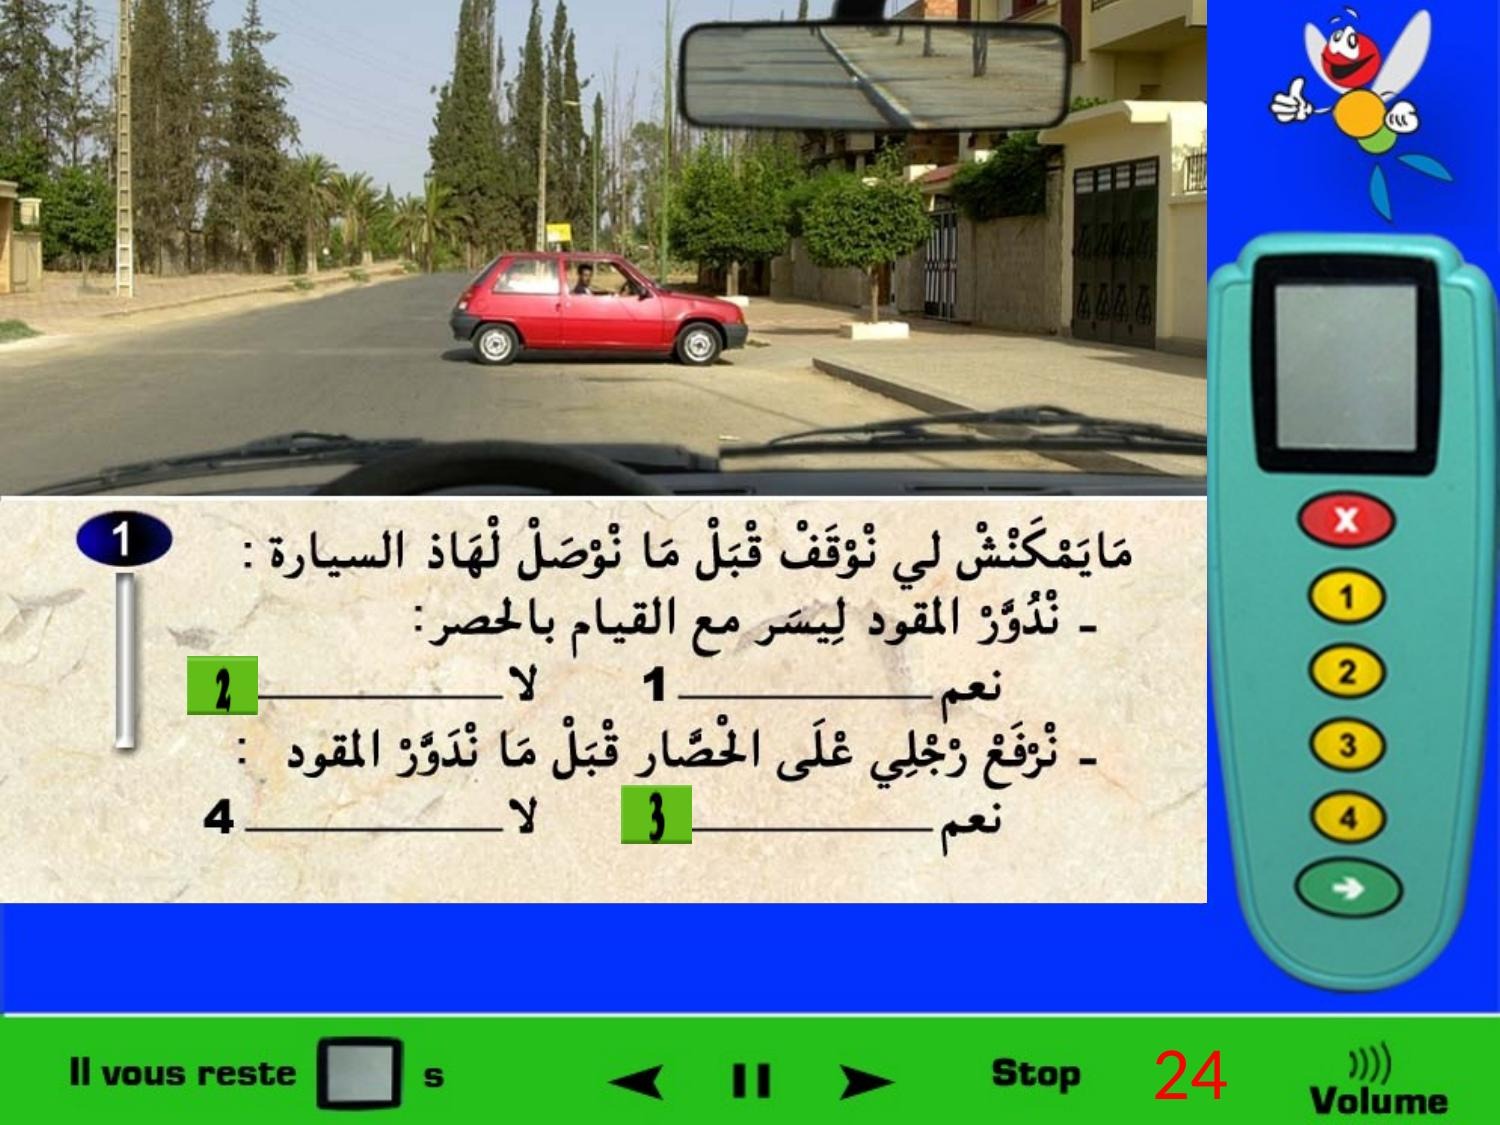 1
مَايَمْكَنْشْ لي نْوْقَفْ قْبَلْ مَا نْوْصَلْ لْهَاذ السيارة :
ـ نْدُوَّرْ المقود لِيسَر مع القيام بالحصر:
نعم 1 لا 2
ـ نْرْفَعْ رْجْلِي عْلَى الْحْصَّار قْبَلْ مَا نْدَوَّرْ المقود :
نعم 3 لا 4
X
1
2
3
4
Il vous reste s
Stop
24
Volume